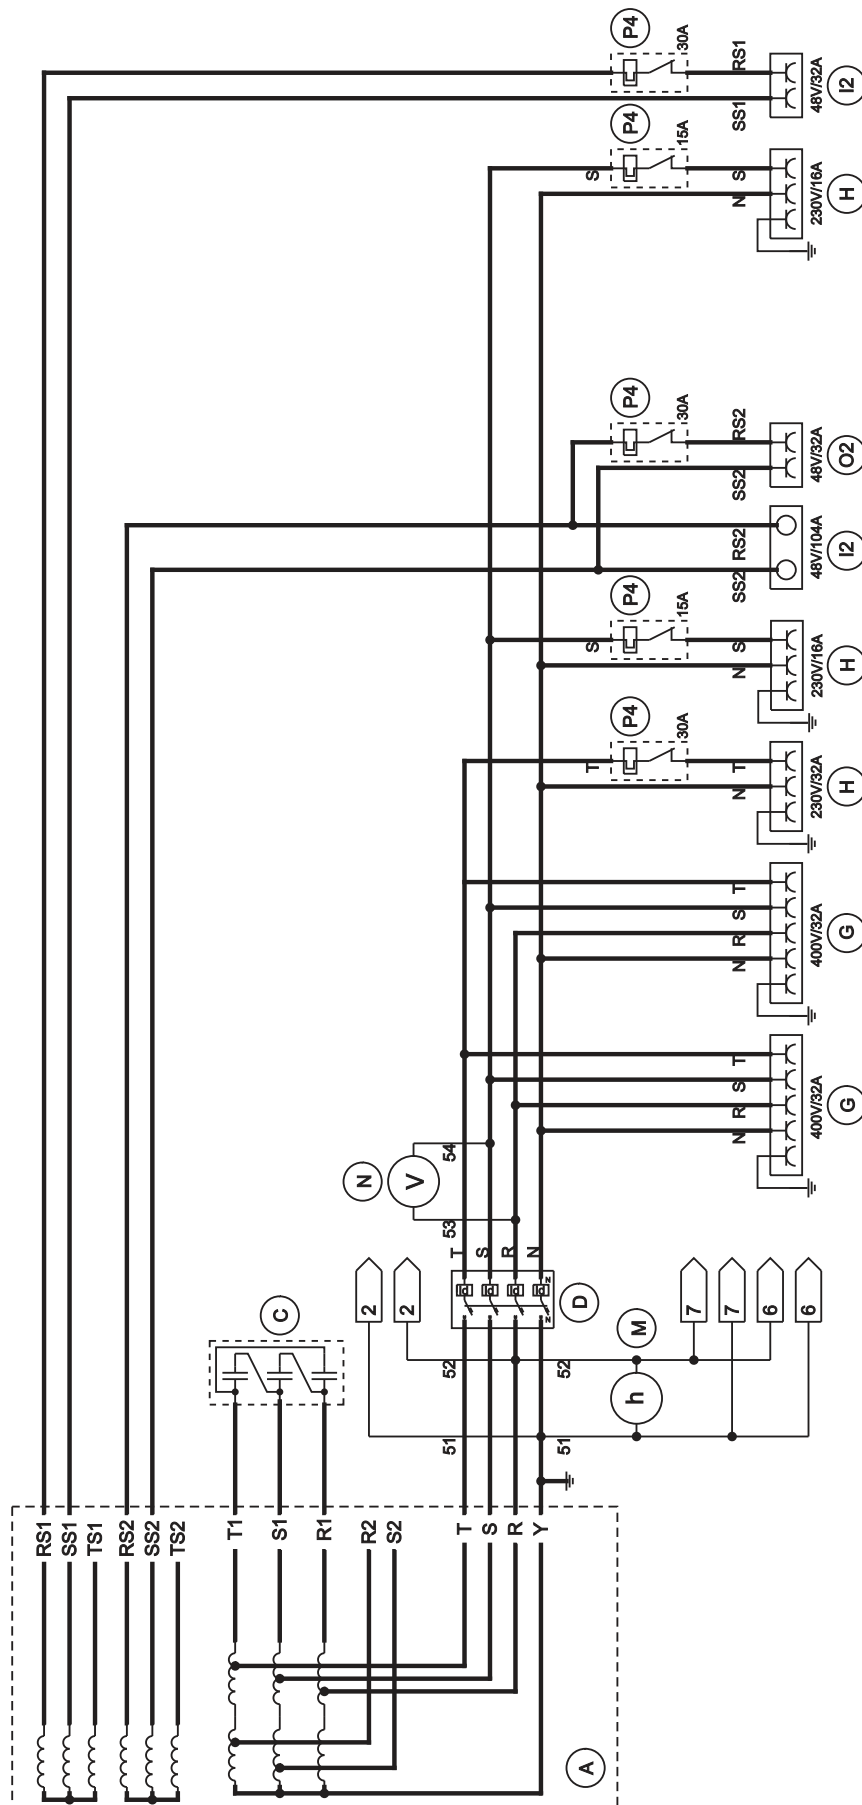 P4
30A
RS1
SS1
48V/32A
I2
P4
15A
S
S
N
230V/16A
H
P4
30A
RS2
SS2
48V/32A
O2
RS2
SS2
48V/104A
I2
P4
15A
S
S
N
230V/16A
H
P4
30A
T
T
N
230V/32A
H
T
S
R
N
400V/32A
G
T
S
R
N
400V/32A
G
N
V
54
53
T
S
R
N
C
2
2
N
N
D
7
7
6
6
52
52
M
h
51
51
RS1
SS1
TS1
RS2
SS2
TS2
T1
S1
R1
R2
S2
T
S
R
Y
A